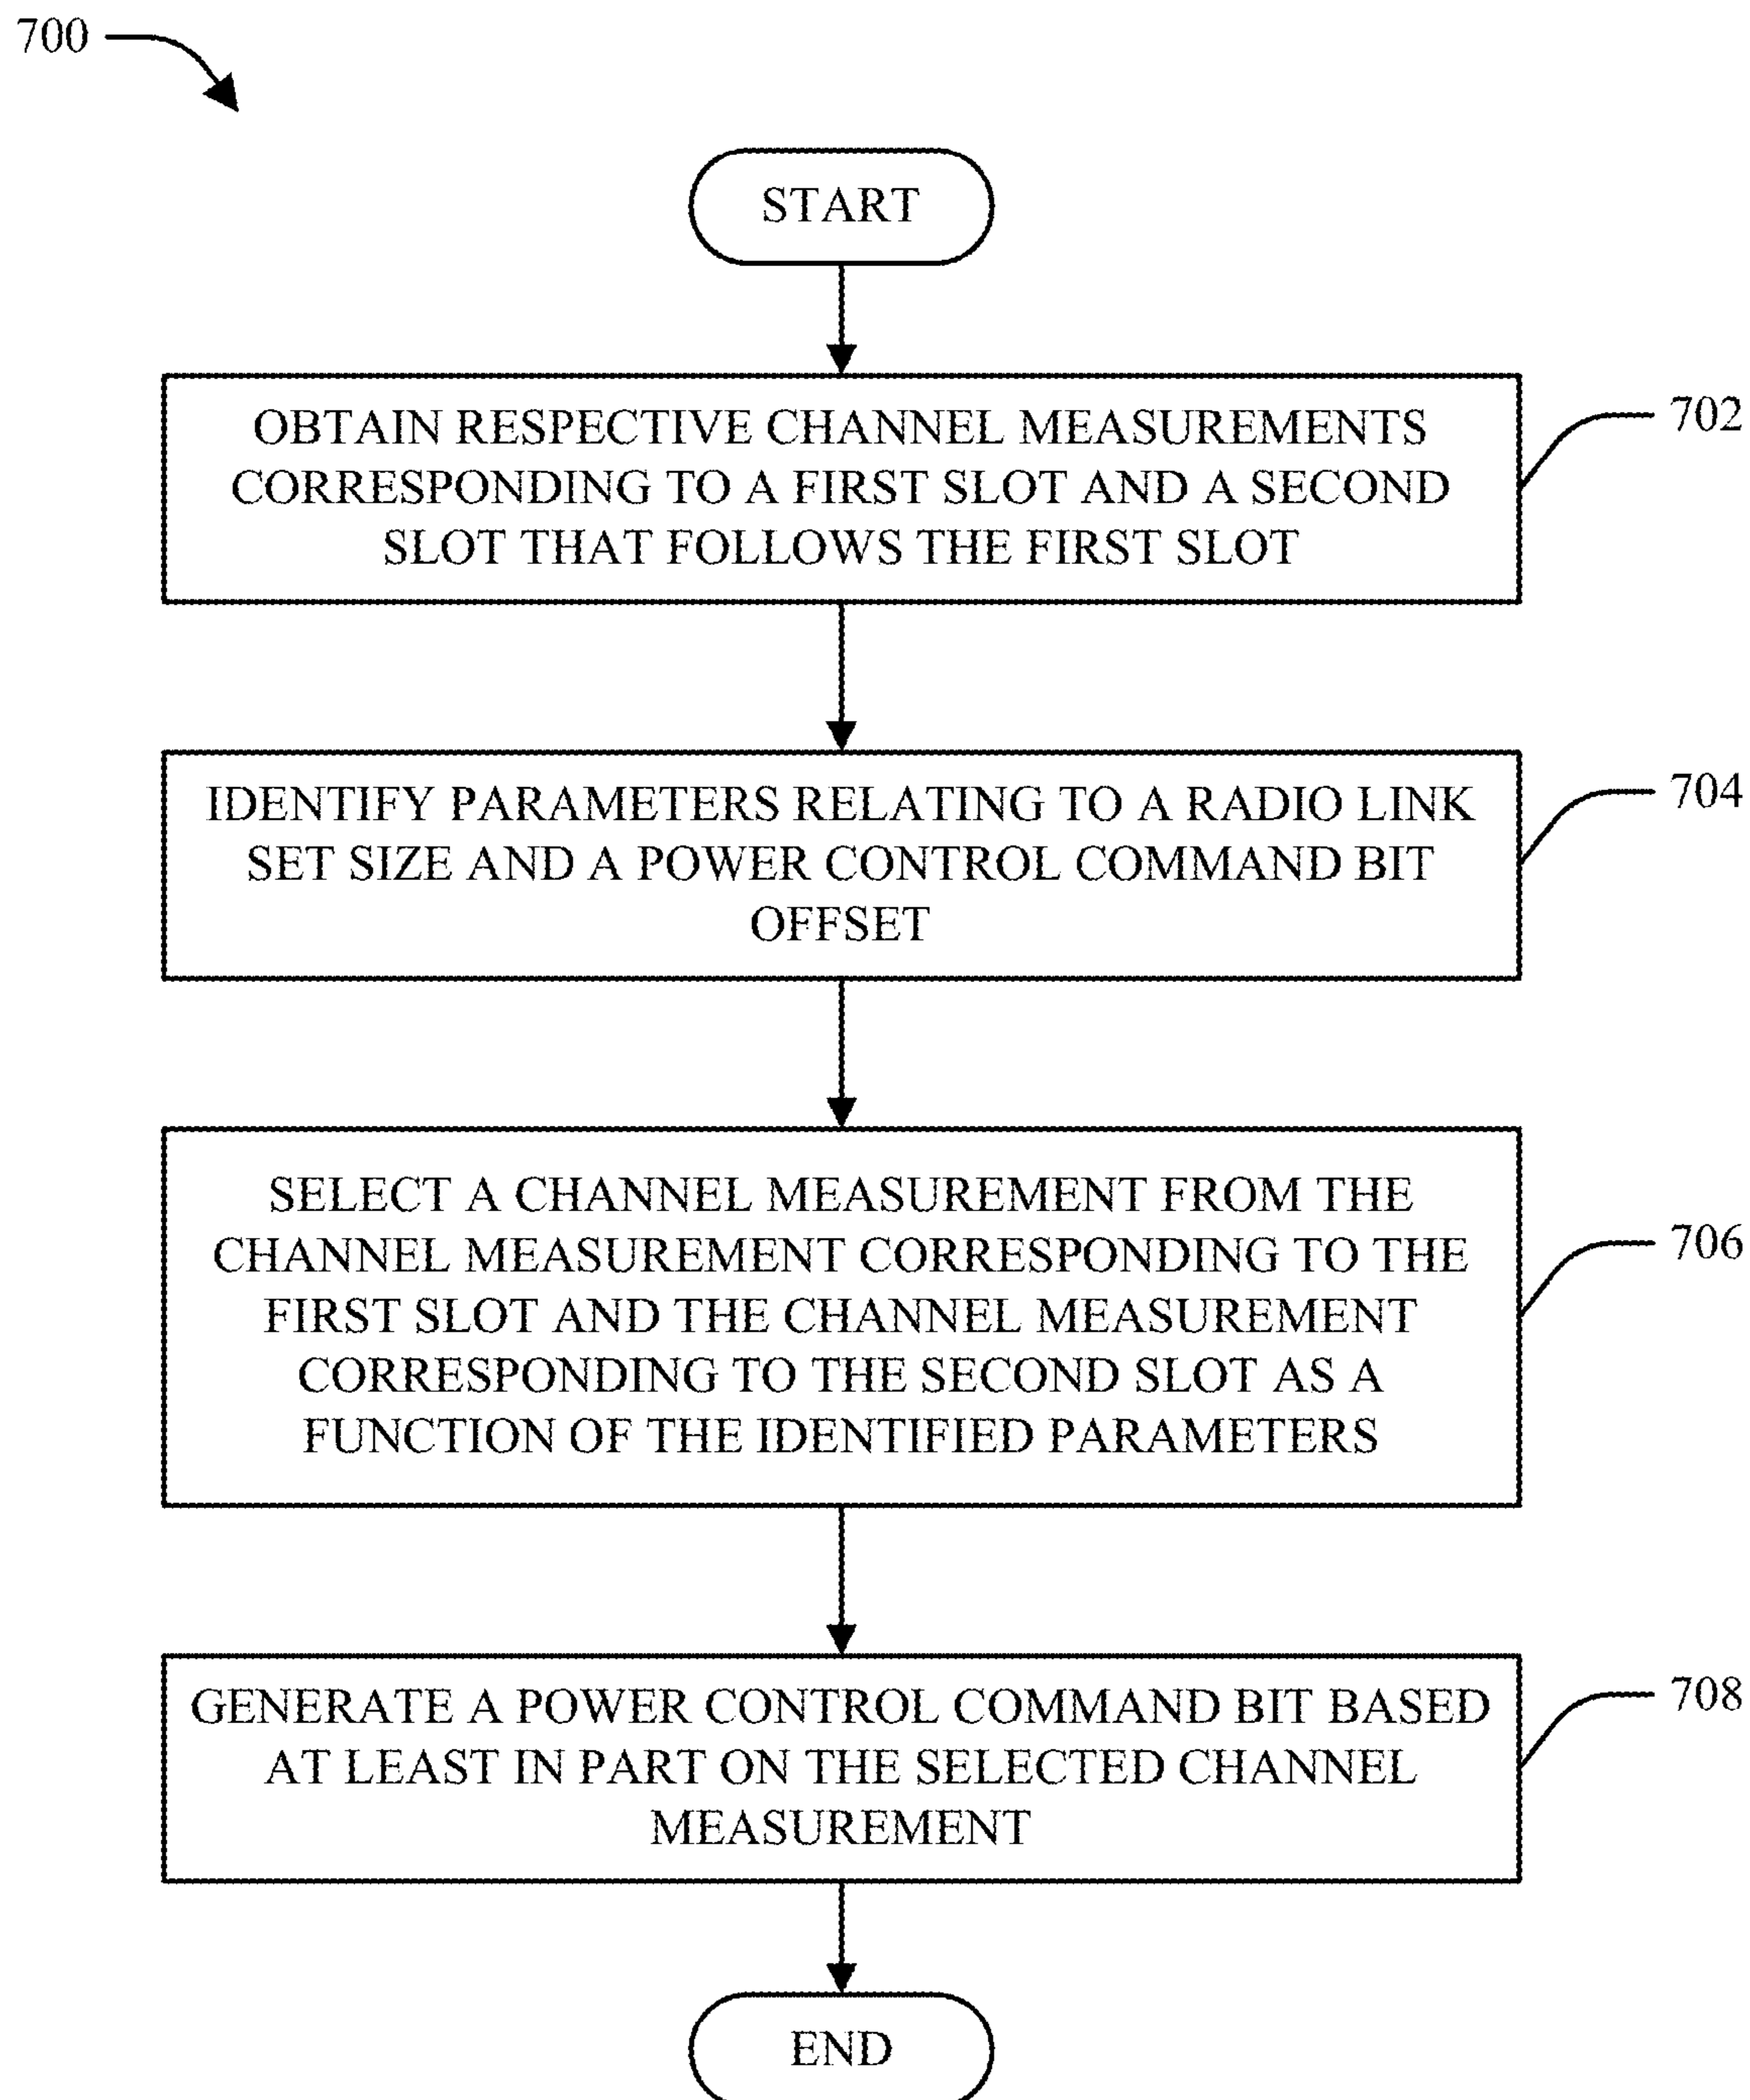 700
START
OBTAIN RESPECTIVE CHANNEL MEASUREMENTS
CORRESPONDING TO A FIRST SLOT AND A SECOND
SLOT THAT FOLLOWS THE FIRST SLOT
702
IDENTIFY PARAMETERS RELATING TO A RADIO LINK
SET SIZE AND A POWER CONTROL COMMAND BIT
OFFSET
704
SELECT A CHANNEL MEASUREMENT FROM THE
CHANNEL MEASUREMENT CORRESPONDING TO THE
FIRST SLOT AND THE CHANNEL MEASUREMENT
CORRESPONDING TO THE SECOND SLOT AS A
FUNCTION OF THE IDENTIFIED PARAMETERS
706
GENERATE A POWER CONTROL COMMAND BIT BASED
AT LEAST IN PART ON THE SELECTED CHANNEL
MEASUREMENT
708
END